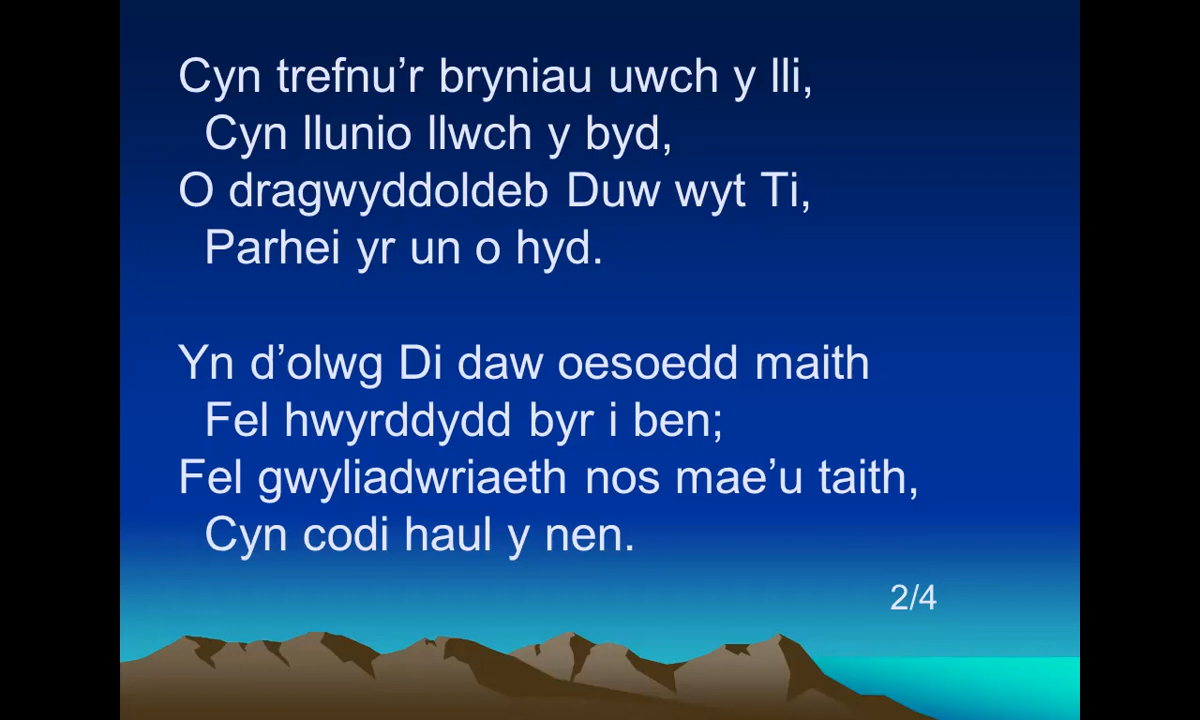 Cyn trefnu’r bryniau uwch y lli,
Cyn llunio llwch y byd,
O dragwyddoldeb Duw wyt Ti,
Parhei yr un o hyd.
Yn d’olwg Di daw oesoedd maith
Fel hwyrddydd byr i ben;
Fel gwyliadwriaeth nos mae’u taith,
Cyn codi haul y nen.
2/4